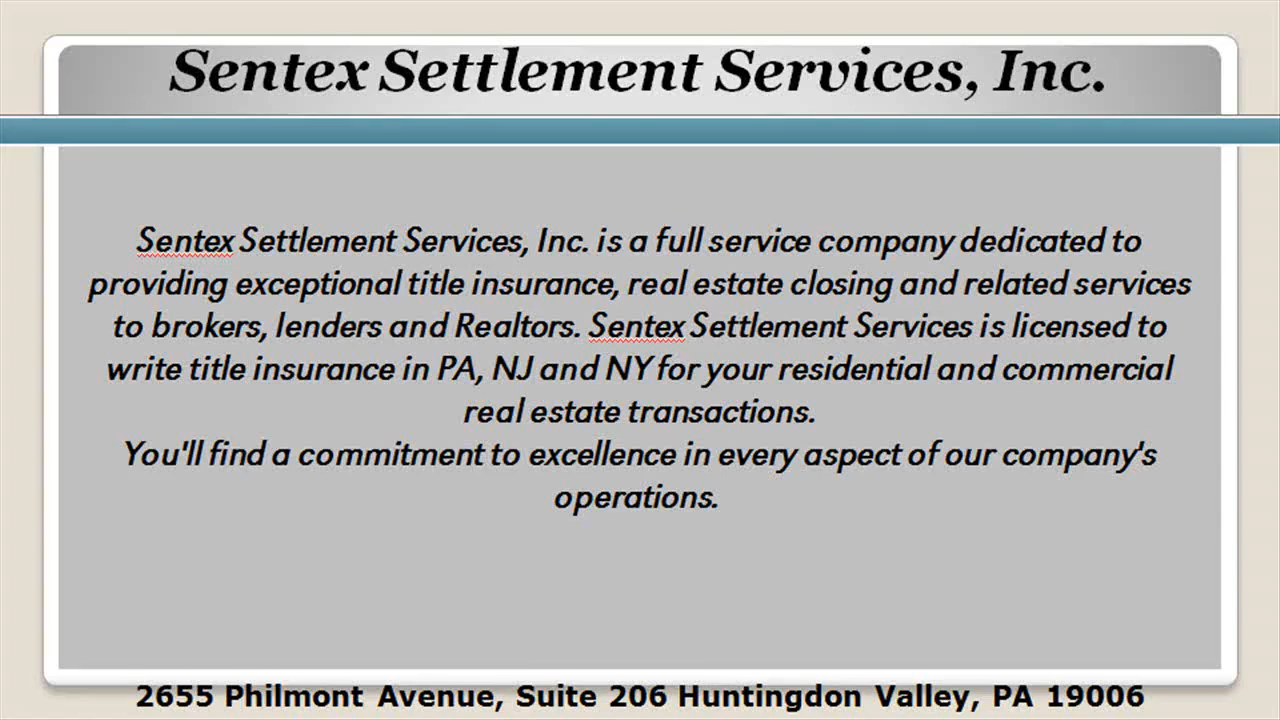 Sentex Settlement Services, Inc.
Sentex Settlement Services, Inc. is a full service company dedicated to
providing exceptional title insurance, real estate closing and related services
to brokers, lenders and Realtors. Sentex Settlement Services is licensed to
write title insurance in PA, NJ and NY for your residential and commercial
real estate transactions.
You'll find a commitment to excellence in every aspect of our company's
operations.
2655 Philmont Avenue, Suite 206 Huntingdon Valley, PA 19006